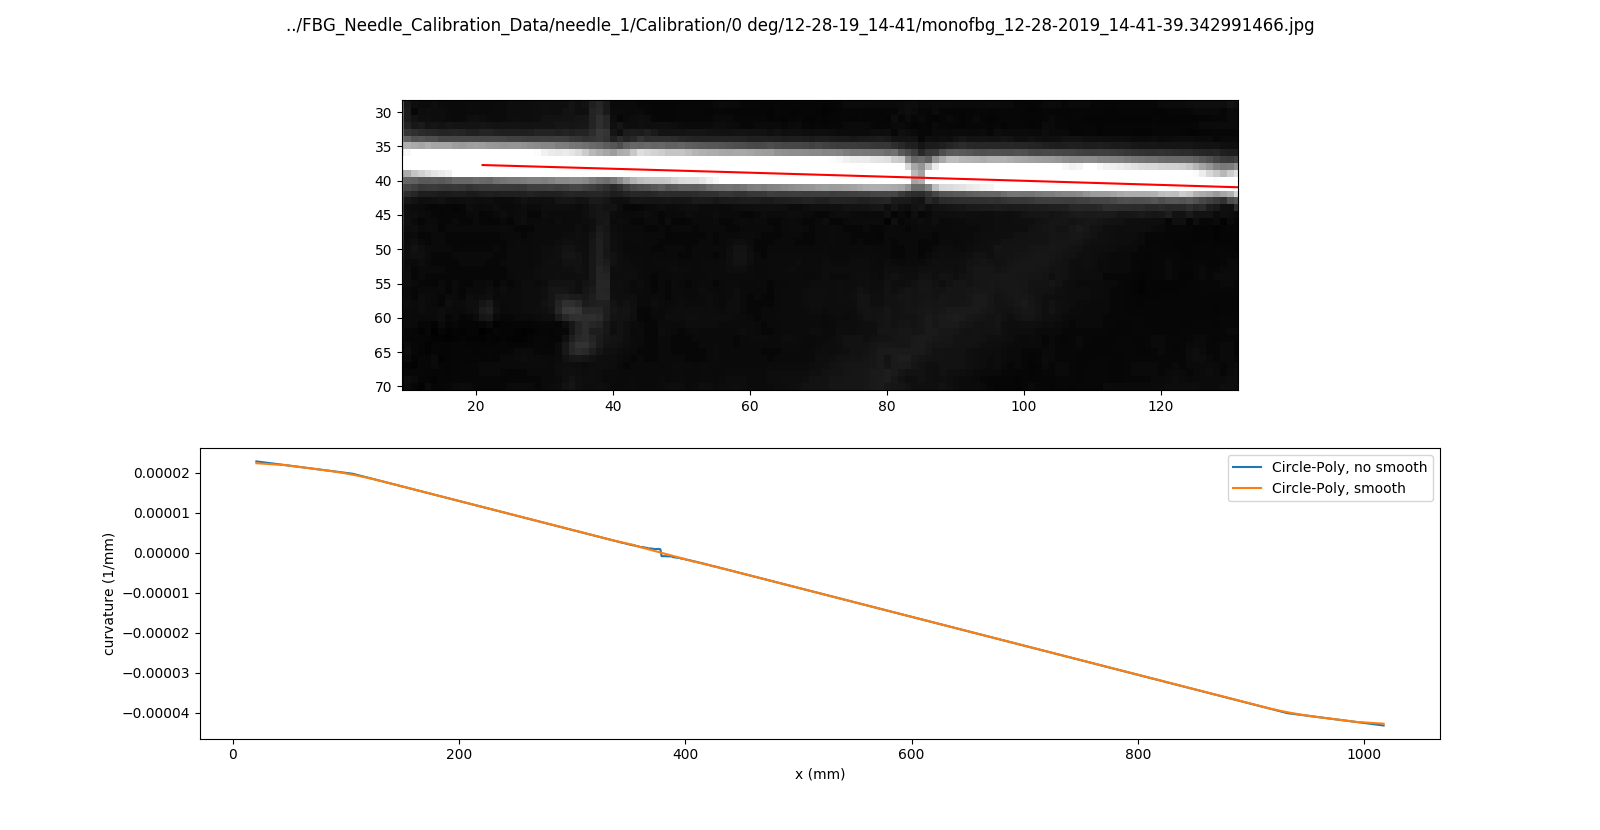 ../FBG_Needle_Calibration_Data/needle_1/Calibration/0 deg/12-28-19_14-41/monofbg_12-28-2019_14-41-39.342991466.jpg
30
35
40
45
50
55
60
65
70
20 40 60 80 100 120
Circle-Poly, no smooth
Circle-Poly, smooth
0.00002
0.00001
0.00000
−0.00001
−0.00002
−0.00003
−0.00004
curvature (1/mm)
0 200 400 600 800 1000
x (mm)